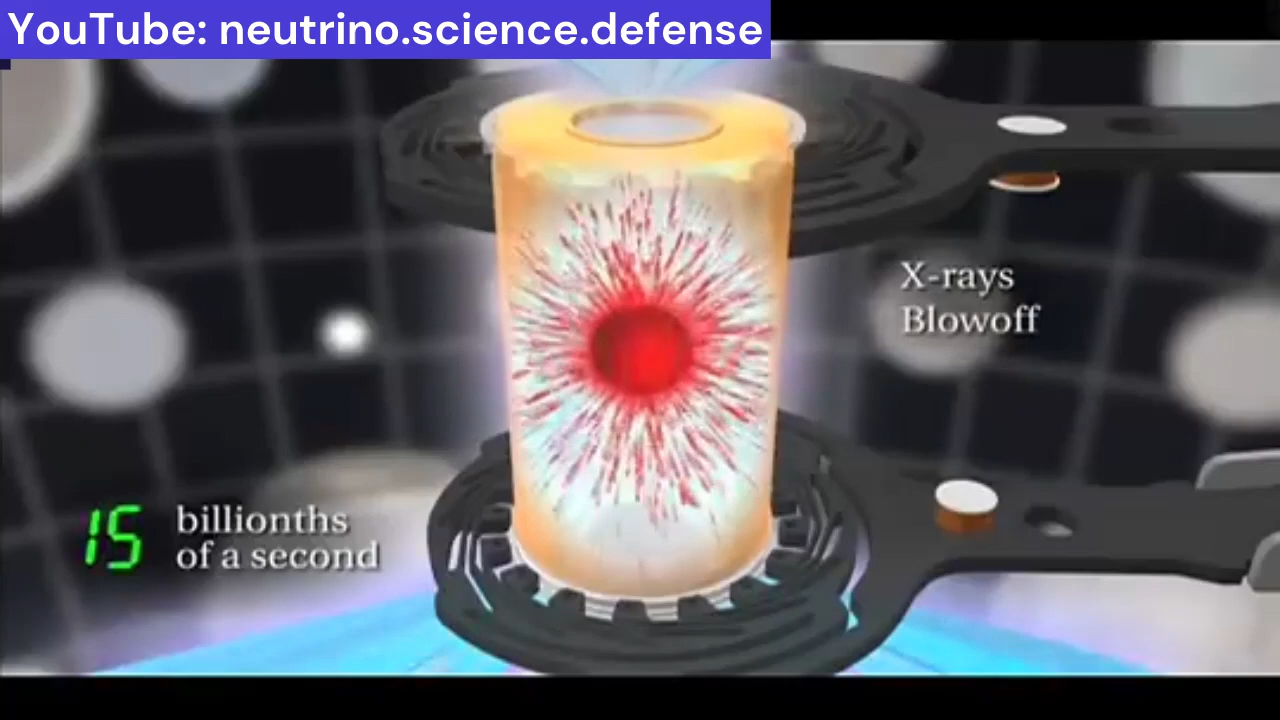 YouTube: neutrino.science.defense
X-rays
Blowoff
15 billionths
of a second